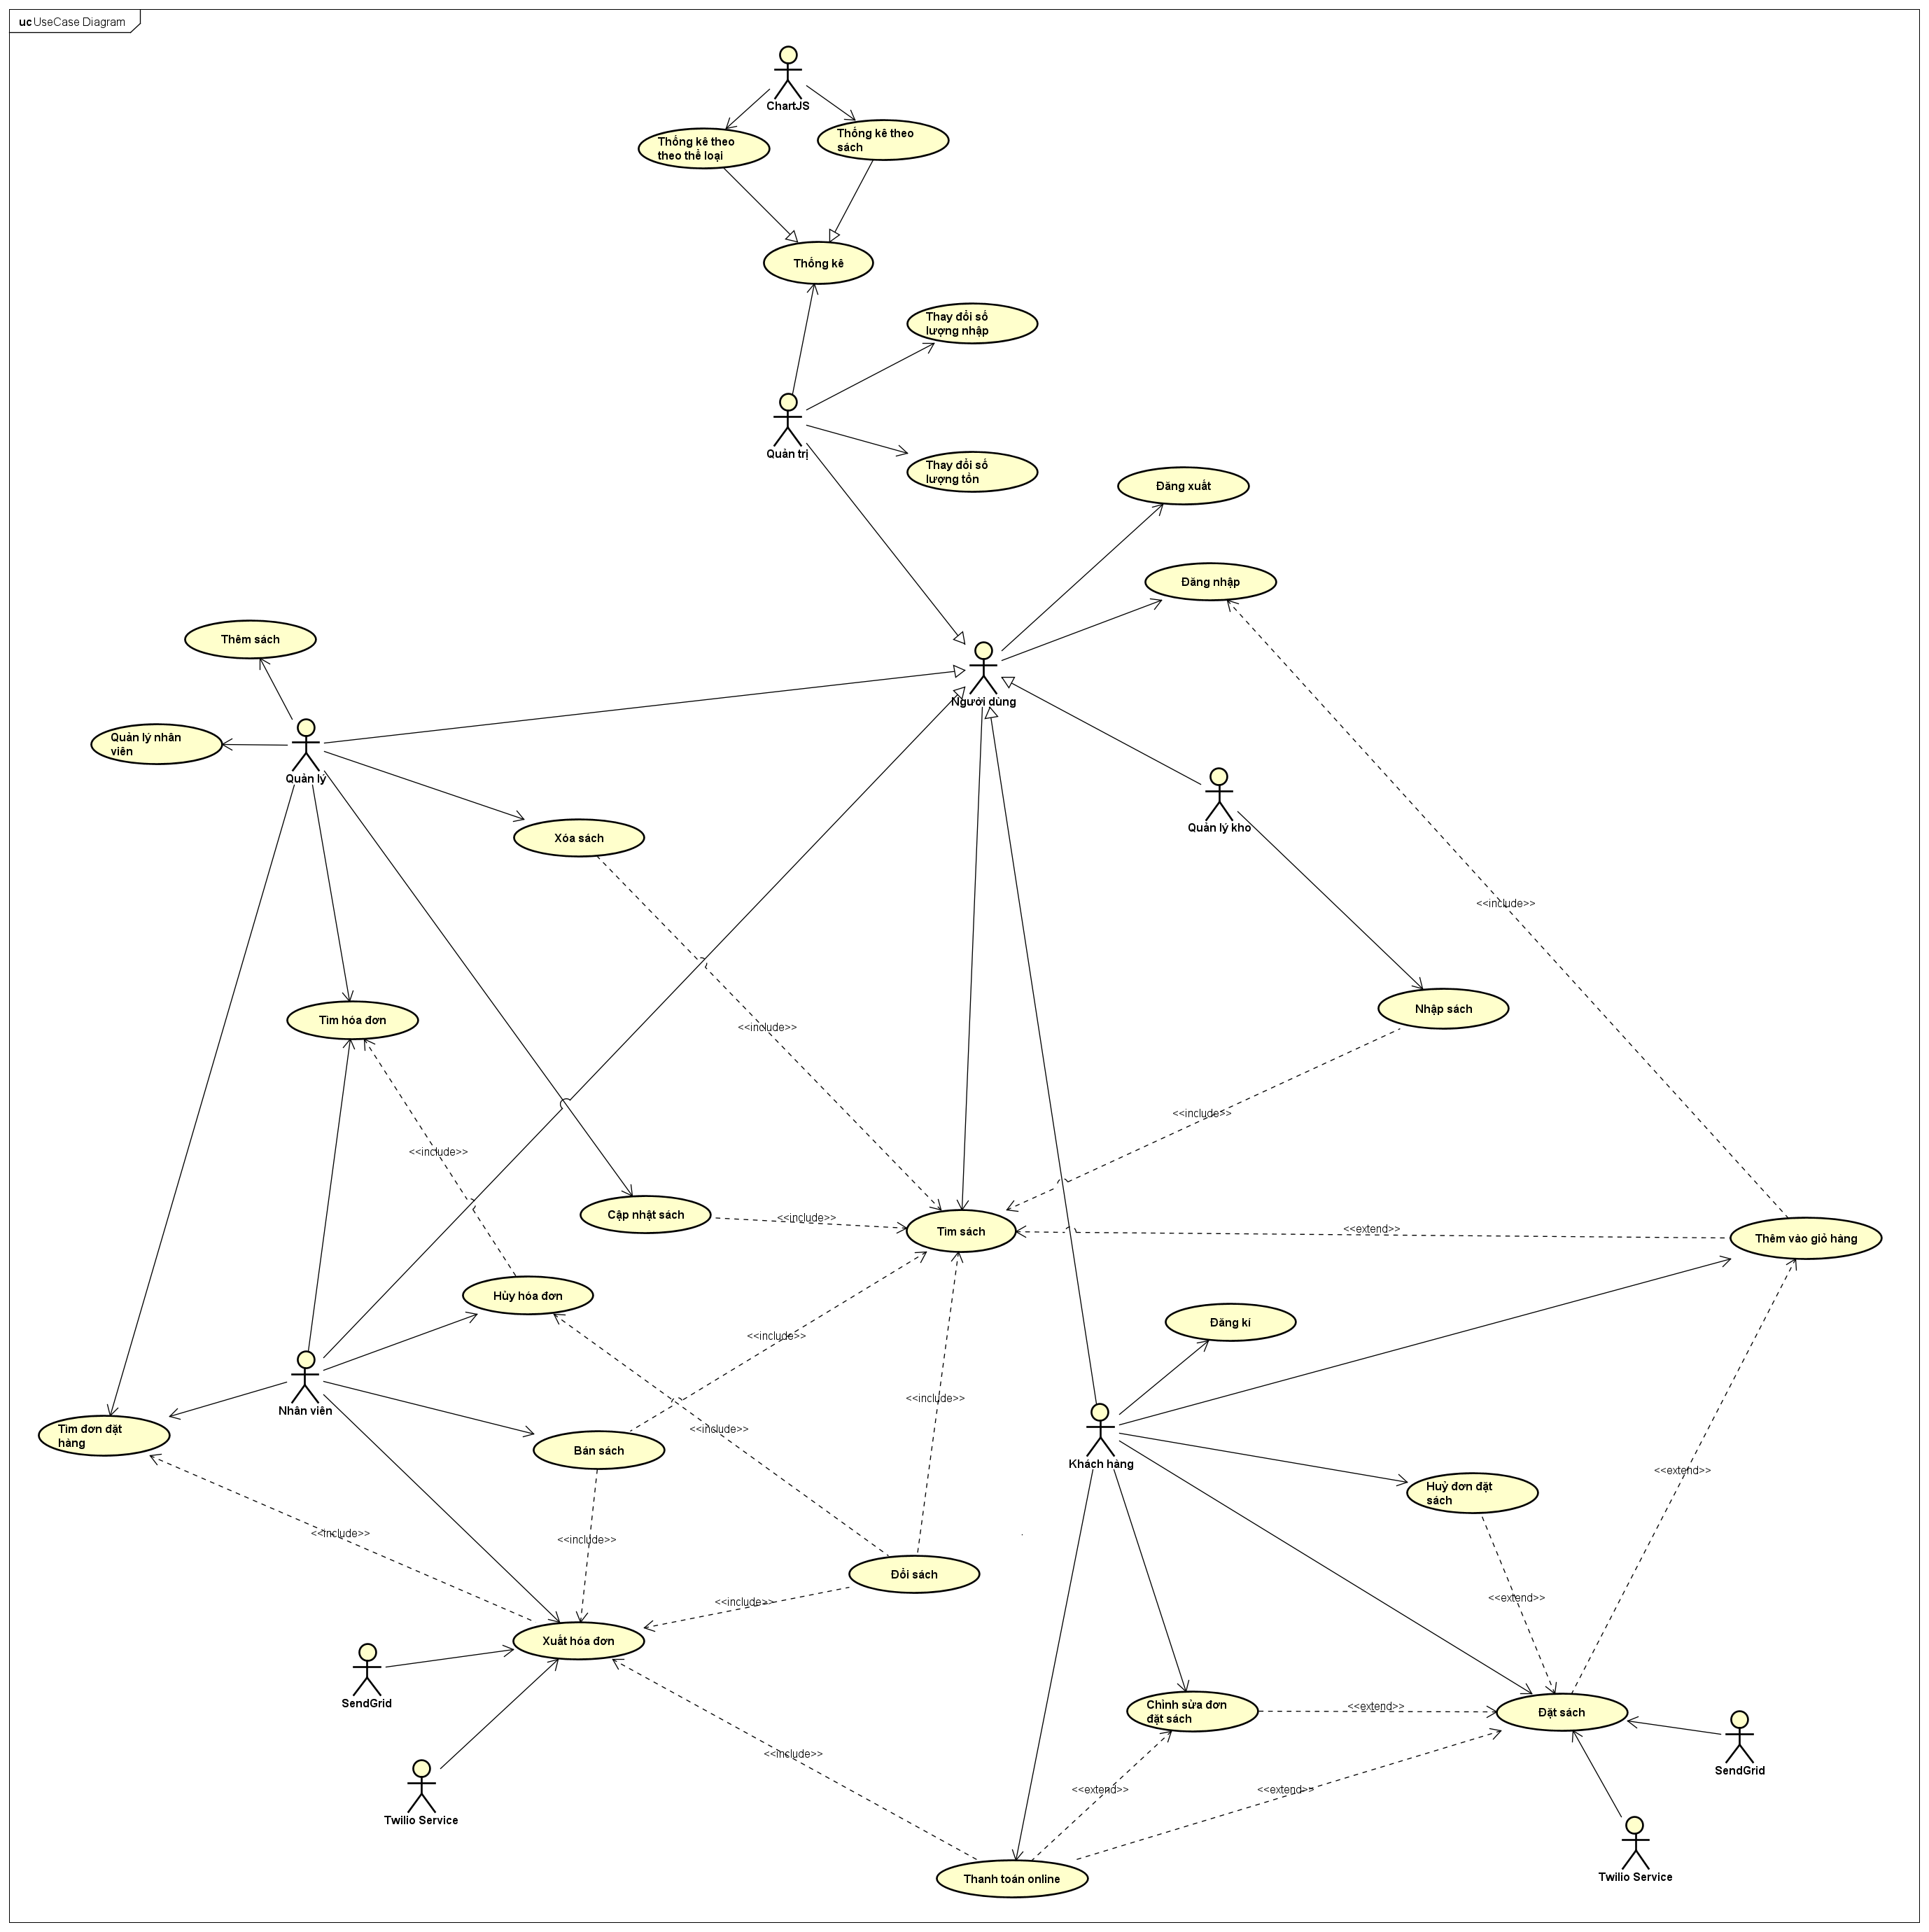 uc UseCase Diagram
ChartJS
Thống kê theo
theo thể loại
Thống kê theo
sách
Thống kê
Thay đổi số
lượng nhập
Quản trị
Thay đổi số
lượng tồn
Đăng xuất
Đăng nhập
Thêm sách
Người dùng
Quản lý nhân
viên
Quản lý
Quản lý kho
Xóa sách
<<include>>
Nhập sách
Tìm hóa đơn
<<include>>
<<include>>
<<include>>
Cập nhật sách
<<include>>
Tìm sách
<<extend>>
Thêm vào giỏ hàng
Hủy hóa đơn
Đăng kí
<<include>>
<<include>>
Nhân viên
Tìm đơn đặt
hàng
<<include>>
Bán sách
Khách hàng
<<extend>>
Huỷ đơn đặt
sách
<<include>>
<<include>>
Đổi sách
<<include>>
<<extend>>
Xuất hóa đơn
SendGrid
Chỉnh sửa đơn
đặt sách
<<extend>>
Đặt sách
<<include>>
SendGrid
<<extend>>
<<extend>>
Twilio Service
Thanh toán online
Twilio Service